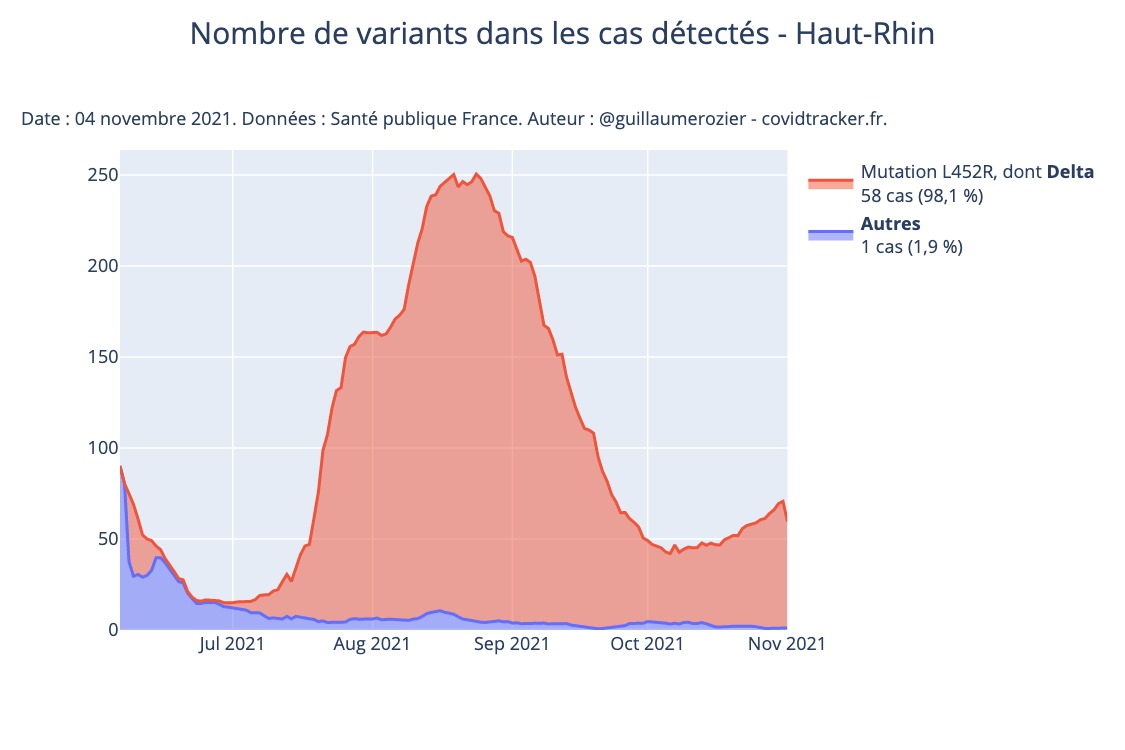 Nombre de variants dans les cas détectés - Haut-Rhin
Date : 04 novembre 2021. Données : Santé publique France. Auteur : @guillaumerozier - covidtracker.fr.
250
200
150
100
50
0
Jul 2021
Aug 2021
Sep 2021
Oct 2021
Nov 2021
Mutation L452R, dont Delta
58 cas (98,1 %)
Autres
1 cas (1,9 %)